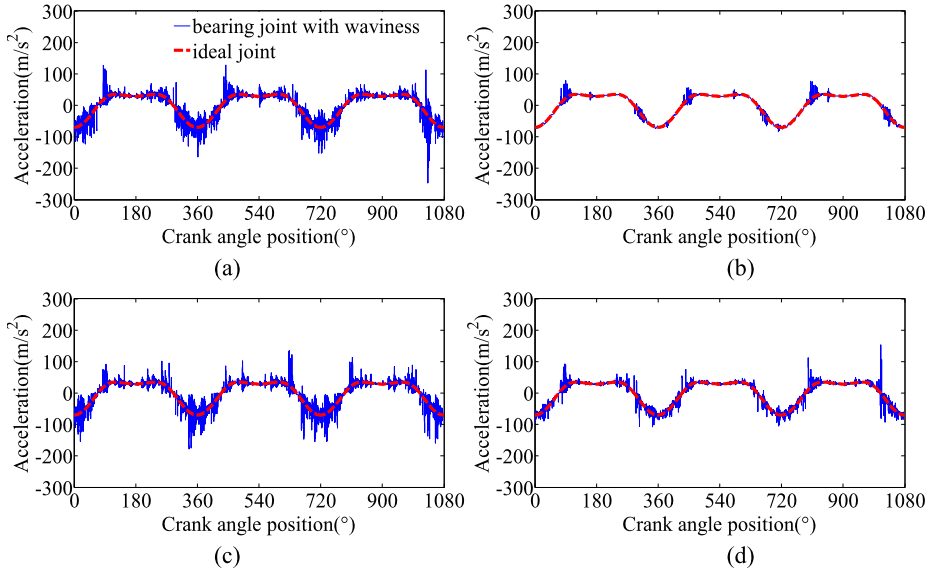 300
200
100
0
-100
-200
-300
Acceleration(m/s²)
bearing joint with waviness
ideal joint
0 180 360 540 720 900 1080
Crank angle position(°)
(a)
300
200
100
0
-100
-200
-300
Acceleration(m/s²)
0 180 360 540 720 900 1080
Crank angle position(°)
(b)
300
200
100
0
-100
-200
-300
Acceleration(m/s²)
0 180 360 540 720 900 1080
Crank angle position(°)
(c)
300
200
100
0
-100
-200
-300
Acceleration(m/s²)
0 180 360 540 720 900 1080
Crank angle position(°)
(d)